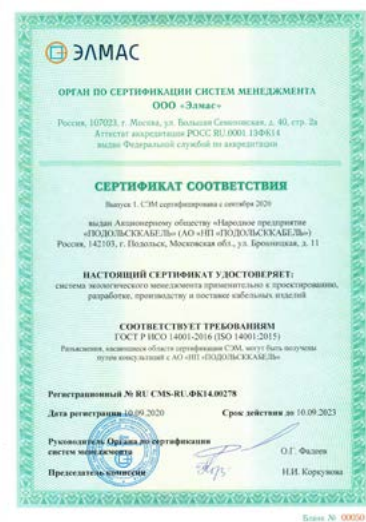 ЭЛМАС
ОРГАН ПО СЕРТИФИКАЦИИ СИСТЕМ МЕНЕДЖМЕНТА
ООО «Элмас»
Россия, 107023, г. Москва, ул. Большая Семеновская, д. 40, стр. 2а
Аттестат аккредитации РОСС RU.0001.13ФК14
выдан Федеральной службой по аккредитации
СЕРТИФИКАТ СООТВЕТСТВИЯ
Выпуск 1. СЭМ сертифицирована с сентября 2020
выдан Акционерному обществу «Народное предприятие
«ПОДОЛЬСККАБЕЛЬ» (АО «НП «ПОДОЛЬСККАБЕЛЬ»)
Россия, 142103, г. Подольск, Московская обл., ул. Бронницкая, д. 11
НАСТОЯЩИЙ СЕРТИФИКАТ УДОСТОВЕРЯЕТ:
система экологического менеджмента применительно к проектированию,
разработке, производству и поставке кабельных изделий
СООТВЕТСТВУЕТ ТРЕБОВАНИЯМ
ГОСТ Р ИСО 14001-2016 (ISO 14001:2015)
Разъяснения, касающиеся области сертификации СЭМ, могут быть получены
путем консультаций с АО «НП «ПОДОЛЬСККАБЕЛЬ»
Регистрационный № RU CMS-RU.ФК14.00278
Дата регистрации 10.09.2020 Срок действия до 10.09.2023
Руководитель Органа по сертификации
систем менеджмента О.Г. Фадеев
Председатель комиссии Н.И. Коркунова
Бланк № 00050